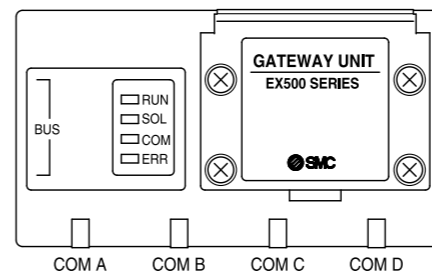 GATEWAY UNIT
EX500 SERIES
SMC
BUS
RUN
SOL
COM
ERR
COM A
COM B
COM C
COM D